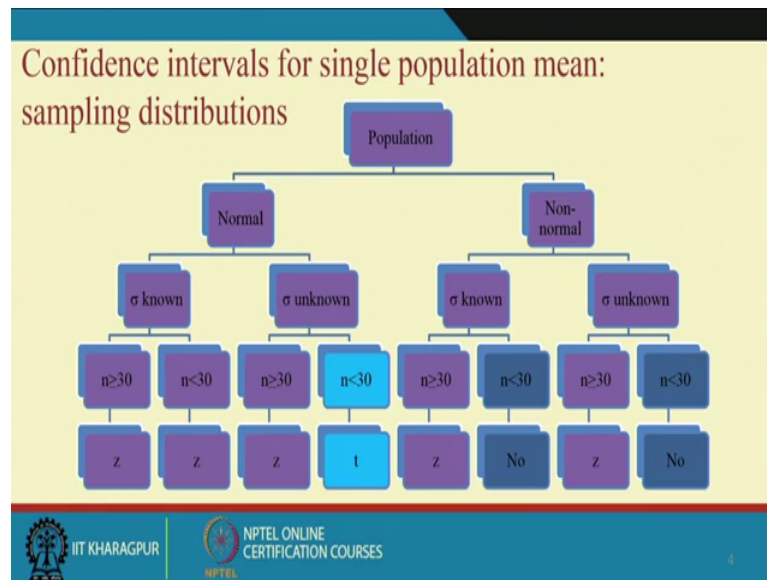 Confidence intervals for single population mean:
sampling distributions
Population
Normal
Non-
normal
σ known
σ unknown
σ known
σ unknown
n≥30
n<30
n≥30
n<30
n≥30
n<30
n≥30
n<30
z
z
z
t
z
No
z
No
IIT KHARAGPUR
NPTEL
NPTEL ONLINE
CERTIFICATION COURSES
4